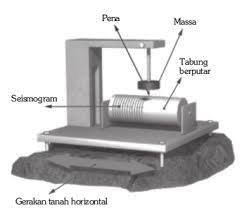 Pena
Massa
Tabung
berputar
Seismogram
Gerakan tanah horizontal